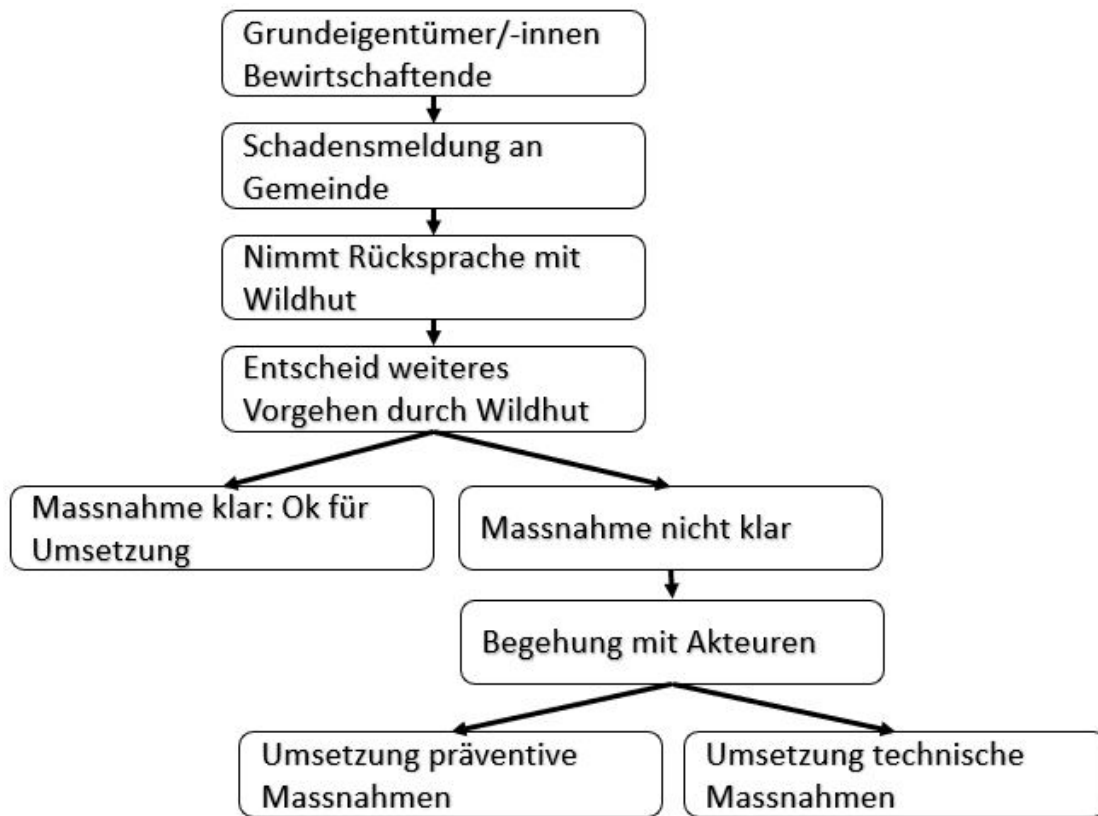 Grundeigentümer/-innen
Bewirtschaftende
Schadensmeldung an
Gemeinde
Nimmt Rücksprache mit
Wildhut
Entscheid weiteres
Vorgehen durch Wildhut
Massnahme klar: Ok für
Umsetzung
Massnahme nicht klar
Begehung mit Akteuren
Umsetzung präventive
Massnahmen
Umsetzung technische
Massnahmen